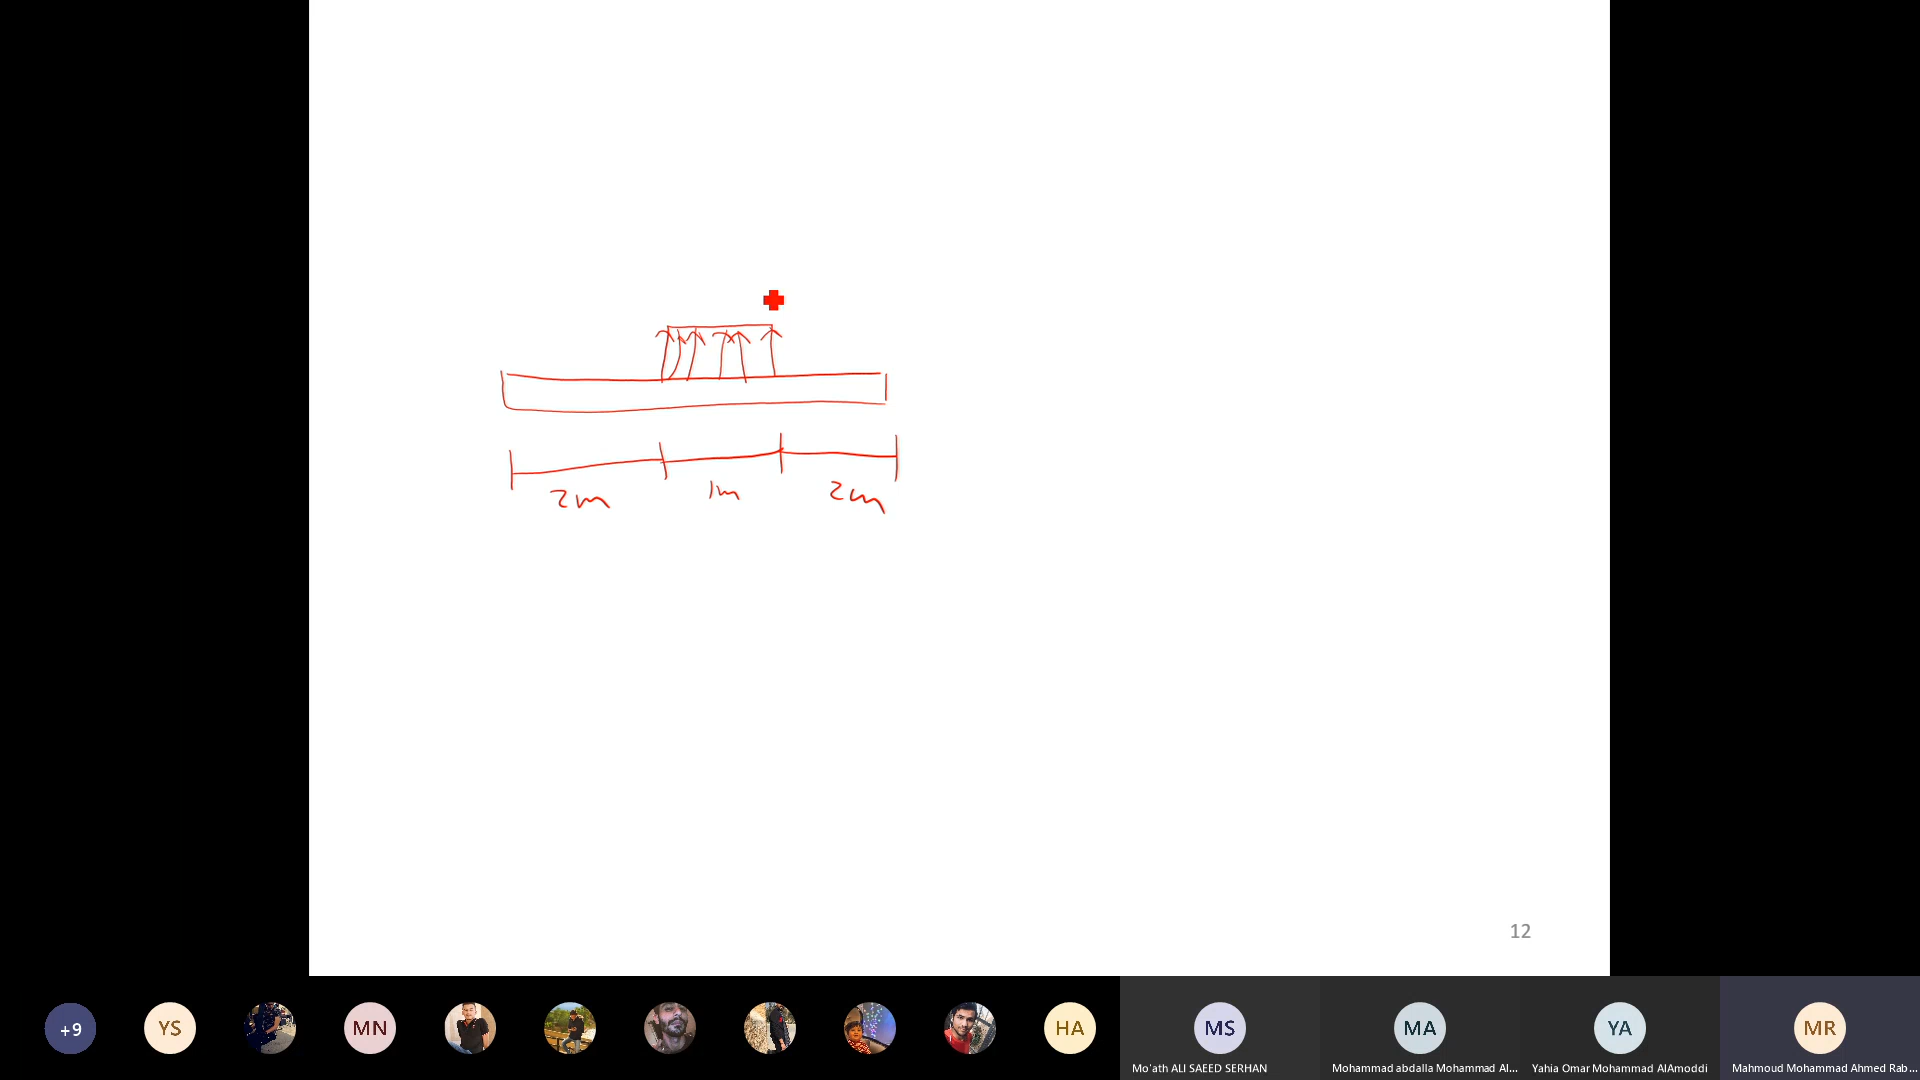 2m 1m 2m
12
+9 YS MN HA MS MA YA MR
Mo'ath ALI SAEED SERHAN Mohammad abdalla Mohammad Al... Yahia Omar Mohammad AlAmoddi Mahmoud Mohammad Ahmed Rab...